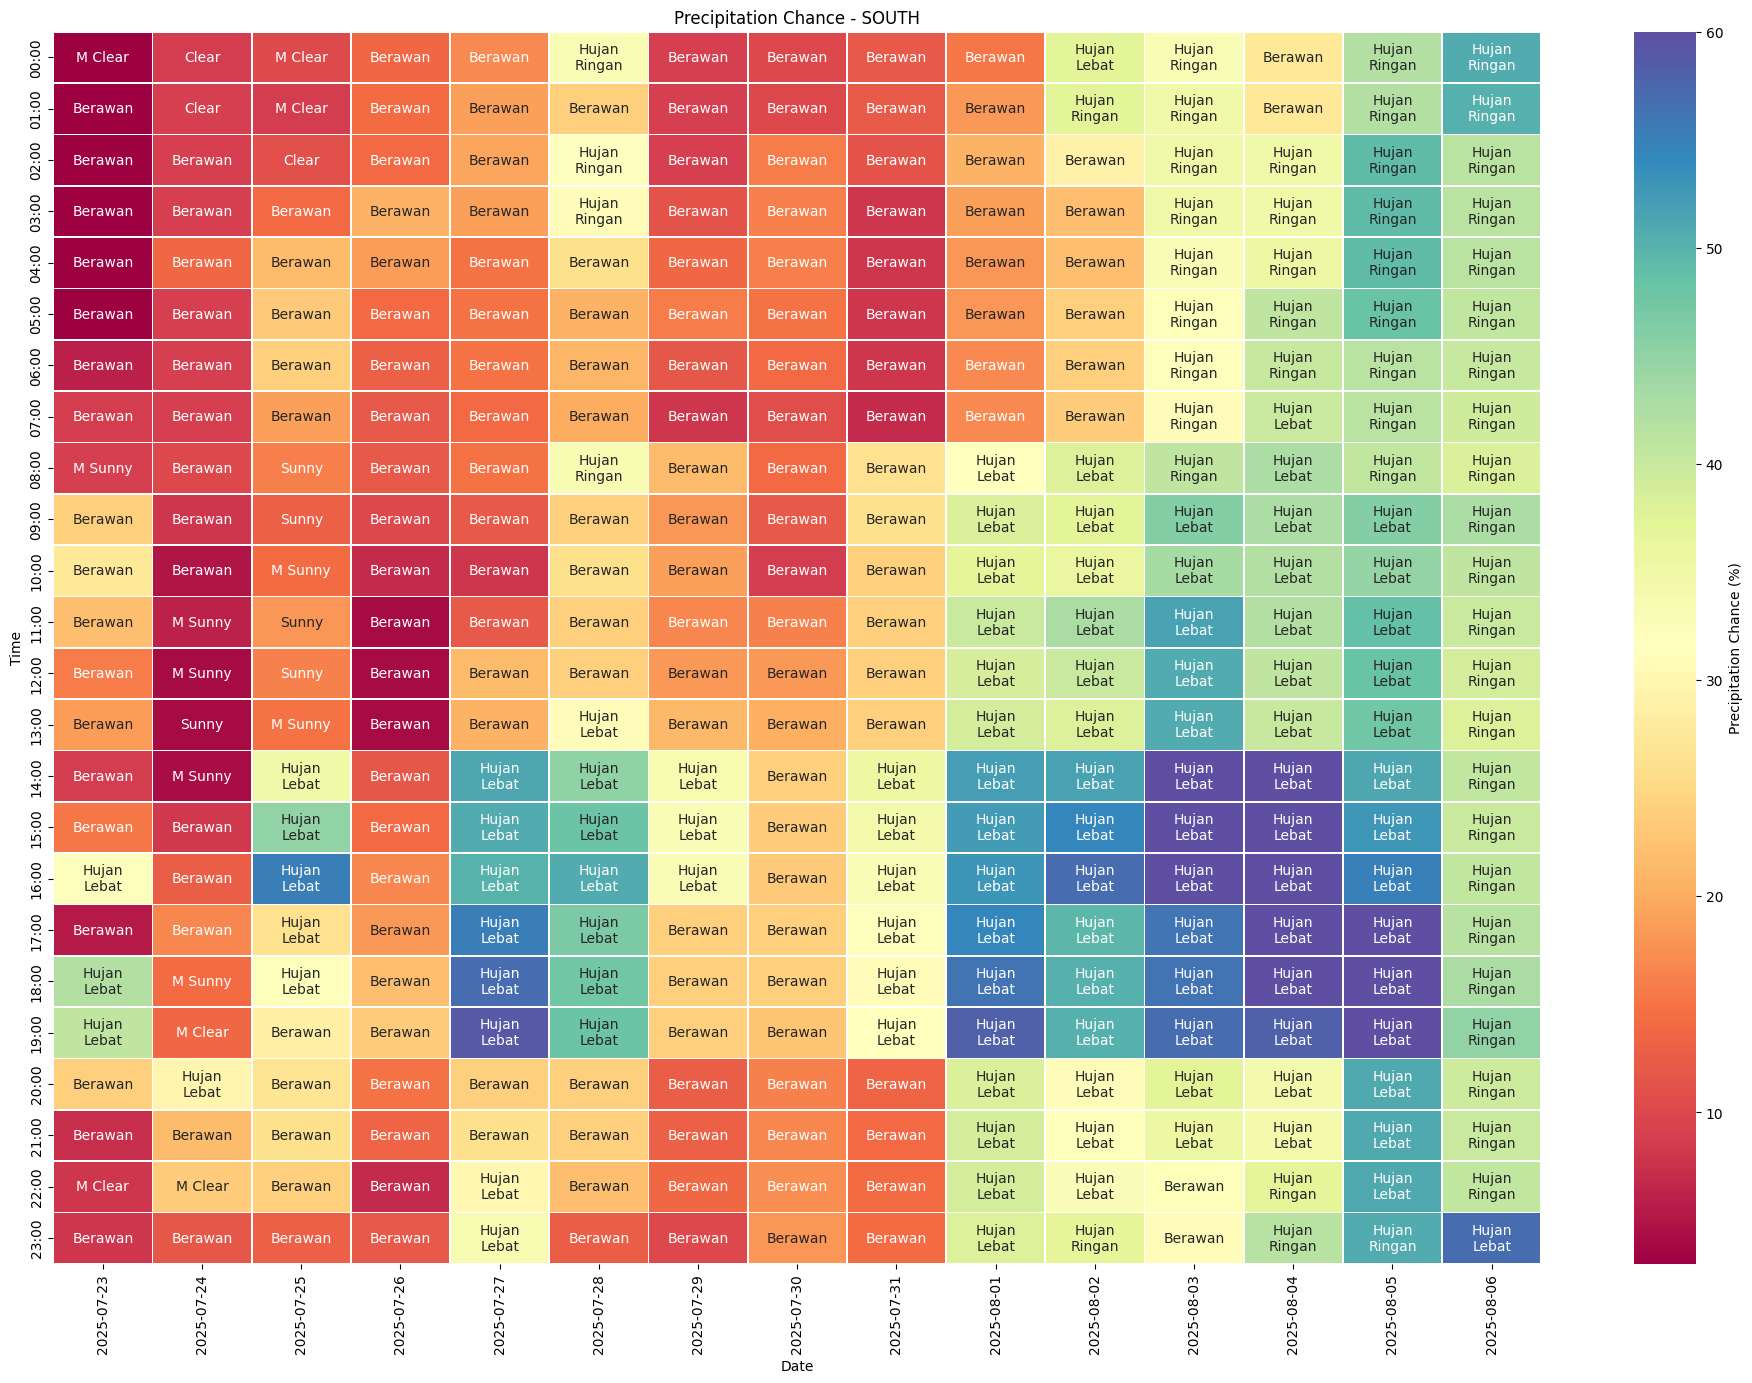 Precipitation Chance - SOUTH
00:00 M Clear Clear M Clear Berawan Berawan Hujan Ringan Berawan Berawan Berawan Berawan Hujan Lebat Hujan Ringan Berawan Hujan Ringan Hujan Ringan
01:00 Berawan Clear M Clear Berawan Berawan Berawan Berawan Berawan Berawan Berawan Hujan Ringan Hujan Ringan Berawan Hujan Ringan Hujan Ringan
02:00 Berawan Berawan Clear Berawan Berawan Hujan Ringan Berawan Berawan Berawan Berawan Berawan Hujan Ringan Hujan Ringan Hujan Ringan Hujan Ringan
03:00 Berawan Berawan Berawan Berawan Berawan Hujan Ringan Berawan Berawan Berawan Berawan Berawan Hujan Ringan Hujan Ringan Hujan Ringan Hujan Ringan
04:00 Berawan Berawan Berawan Berawan Berawan Berawan Berawan Berawan Berawan Berawan Berawan Hujan Ringan Hujan Ringan Hujan Ringan Hujan Ringan
05:00 Berawan Berawan Berawan Berawan Berawan Berawan Berawan Berawan Berawan Berawan Berawan Hujan Ringan Hujan Ringan Hujan Ringan Hujan Ringan
06:00 Berawan Berawan Berawan Berawan Berawan Berawan Berawan Berawan Berawan Berawan Berawan Hujan Ringan Hujan Ringan Hujan Ringan Hujan Ringan
07:00 Berawan Berawan Berawan Berawan Berawan Berawan Berawan Berawan Berawan Berawan Berawan Hujan Ringan Hujan Lebat Hujan Ringan Hujan Ringan
08:00 M Sunny Berawan Sunny Berawan Berawan Hujan Ringan Berawan Berawan Berawan Hujan Lebat Hujan Lebat Hujan Ringan Hujan Lebat Hujan Ringan Hujan Ringan
09:00 Berawan Berawan Sunny Berawan Berawan Berawan Berawan Berawan Berawan Hujan Lebat Hujan Lebat Hujan Lebat Hujan Lebat Hujan Lebat Hujan Ringan
10:00 Berawan Berawan M Sunny Berawan Berawan Berawan Berawan Berawan Berawan Hujan Lebat Hujan Lebat Hujan Lebat Hujan Lebat Hujan Lebat Hujan Ringan
11:00 Berawan M Sunny Sunny Berawan Berawan Berawan Berawan Berawan Berawan Hujan Lebat Hujan Lebat Hujan Lebat Hujan Lebat Hujan Lebat Hujan Ringan
12:00 Berawan M Sunny Sunny Berawan Berawan Berawan Berawan Berawan Berawan Hujan Lebat Hujan Lebat Hujan Lebat Hujan Lebat Hujan Lebat Hujan Ringan
13:00 Berawan Sunny M Sunny Berawan Berawan Hujan Lebat Berawan Berawan Berawan Hujan Lebat Hujan Lebat Hujan Lebat Hujan Lebat Hujan Lebat Hujan Ringan
14:00 Berawan M Sunny Hujan Lebat Berawan Hujan Lebat Hujan Lebat Hujan Lebat Berawan Hujan Lebat Hujan Lebat Hujan Lebat Hujan Lebat Hujan Lebat Hujan Lebat Hujan Ringan
15:00 Berawan Berawan Hujan Lebat Berawan Hujan Lebat Hujan Lebat Hujan Lebat Berawan Hujan Lebat Hujan Lebat Hujan Lebat Hujan Lebat Hujan Lebat Hujan Lebat Hujan Ringan
16:00 Hujan Lebat Berawan Hujan Lebat Berawan Hujan Lebat Hujan Lebat Hujan Lebat Berawan Hujan Lebat Hujan Lebat Hujan Lebat Hujan Lebat Hujan Lebat Hujan Lebat Hujan Ringan
17:00 Berawan Berawan Hujan Lebat Berawan Hujan Lebat Hujan Lebat Berawan Berawan Hujan Lebat Hujan Lebat Hujan Lebat Hujan Lebat Hujan Lebat Hujan Lebat Hujan Ringan
18:00 Hujan Lebat M Sunny Hujan Lebat Berawan Hujan Lebat Hujan Lebat Berawan Berawan Hujan Lebat Hujan Lebat Hujan Lebat Hujan Lebat Hujan Lebat Hujan Lebat Hujan Ringan
19:00 Hujan Lebat M Clear Berawan Berawan Hujan Lebat Hujan Lebat Berawan Berawan Hujan Lebat Hujan Lebat Hujan Lebat Hujan Lebat Hujan Lebat Hujan Lebat Hujan Ringan
20:00 Berawan Hujan Lebat Berawan Berawan Berawan Berawan Berawan Berawan Berawan Hujan Lebat Hujan Lebat Hujan Lebat Hujan Lebat Hujan Lebat Hujan Ringan
21:00 Berawan Berawan Berawan Berawan Berawan Berawan Berawan Berawan Berawan Hujan Lebat Hujan Lebat Hujan Lebat Hujan Lebat Hujan Lebat Hujan Ringan
22:00 M Clear M Clear Berawan Berawan Hujan Lebat Berawan Berawan Berawan Berawan Hujan Lebat Hujan Lebat Berawan Hujan Ringan Hujan Lebat Hujan Ringan
23:00 Berawan Berawan Berawan Berawan Hujan Lebat Berawan Berawan Berawan Berawan Hujan Lebat Hujan Ringan Berawan Hujan Ringan Hujan Ringan Hujan Lebat
Time
2025-07-23 2025-07-24 2025-07-25 2025-07-26 2025-07-27 2025-07-28 2025-07-29 2025-07-30 2025-07-31 2025-08-01 2025-08-02 2025-08-03 2025-08-04 2025-08-05 2025-08-06
Date
60
50
40
30
20
10
Precipitation Chance (%)